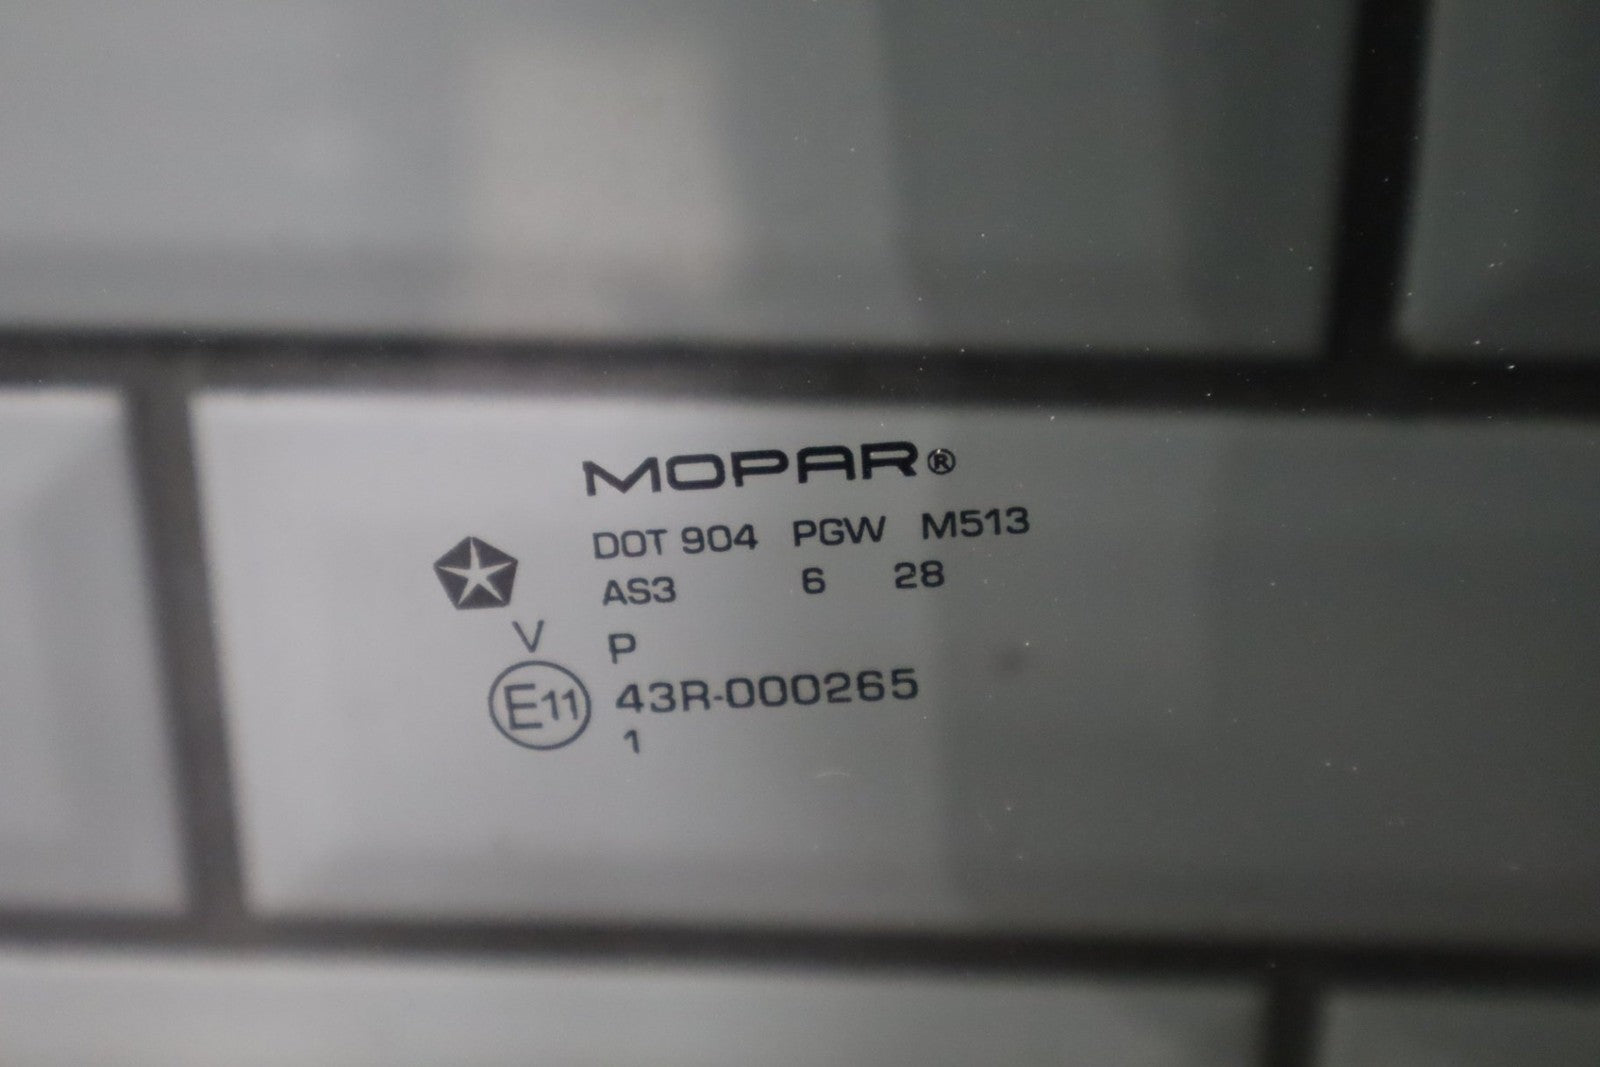 MOPAR®
DOT 904 PGW M513
AS3 6 28
V P
E11 43R-000265
1